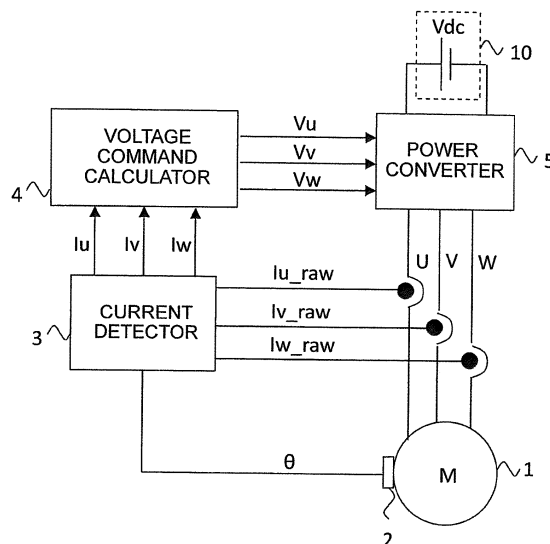 Vdc
10
VOLTAGE
COMMAND
CALCULATOR
4
Vu
Vv
Vw
POWER
CONVERTER
5
Iu
Iv
Iw
U
V
W
CURRENT
DETECTOR
3
Iu_raw
Iv_raw
Iw_raw
θ
M
1
2